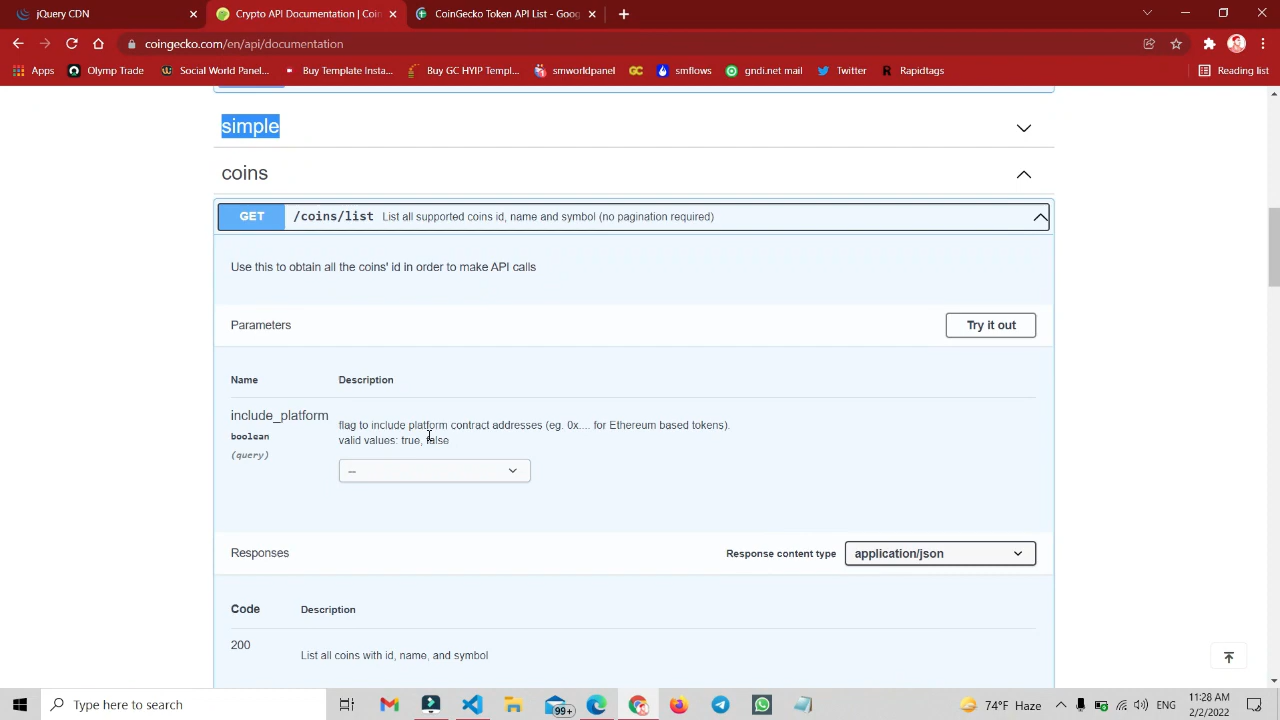 jQuery CDN
Crypto API Documentation | Coin
CoinGecko Token API List - Goog
coingecko.com/en/api/documentation
Apps
Olymp Trade
Social World Panel...
Buy Template Insta...
Buy GC HYIP Templ...
smworldpanel
GC
smflows
gndi.net mail
Twitter
R
Rapidtags
Reading list
simple
coins
GET /coins/list List all supported coins id, name and symbol (no pagination required)
Use this to obtain all the coins' id in order to make API calls
Parameters
Try it out
Name Description
include_platform
flag to include platform contract addresses (eg. 0x.... for Ethereum based tokens).
boolean
valid values: true, false
(query)
--
Responses
Response content type
application/json
Code Description
200
List all coins with id, name, and symbol
Type here to search
99+
74°F Haze
ENG
11:28 AM
2/2/2022